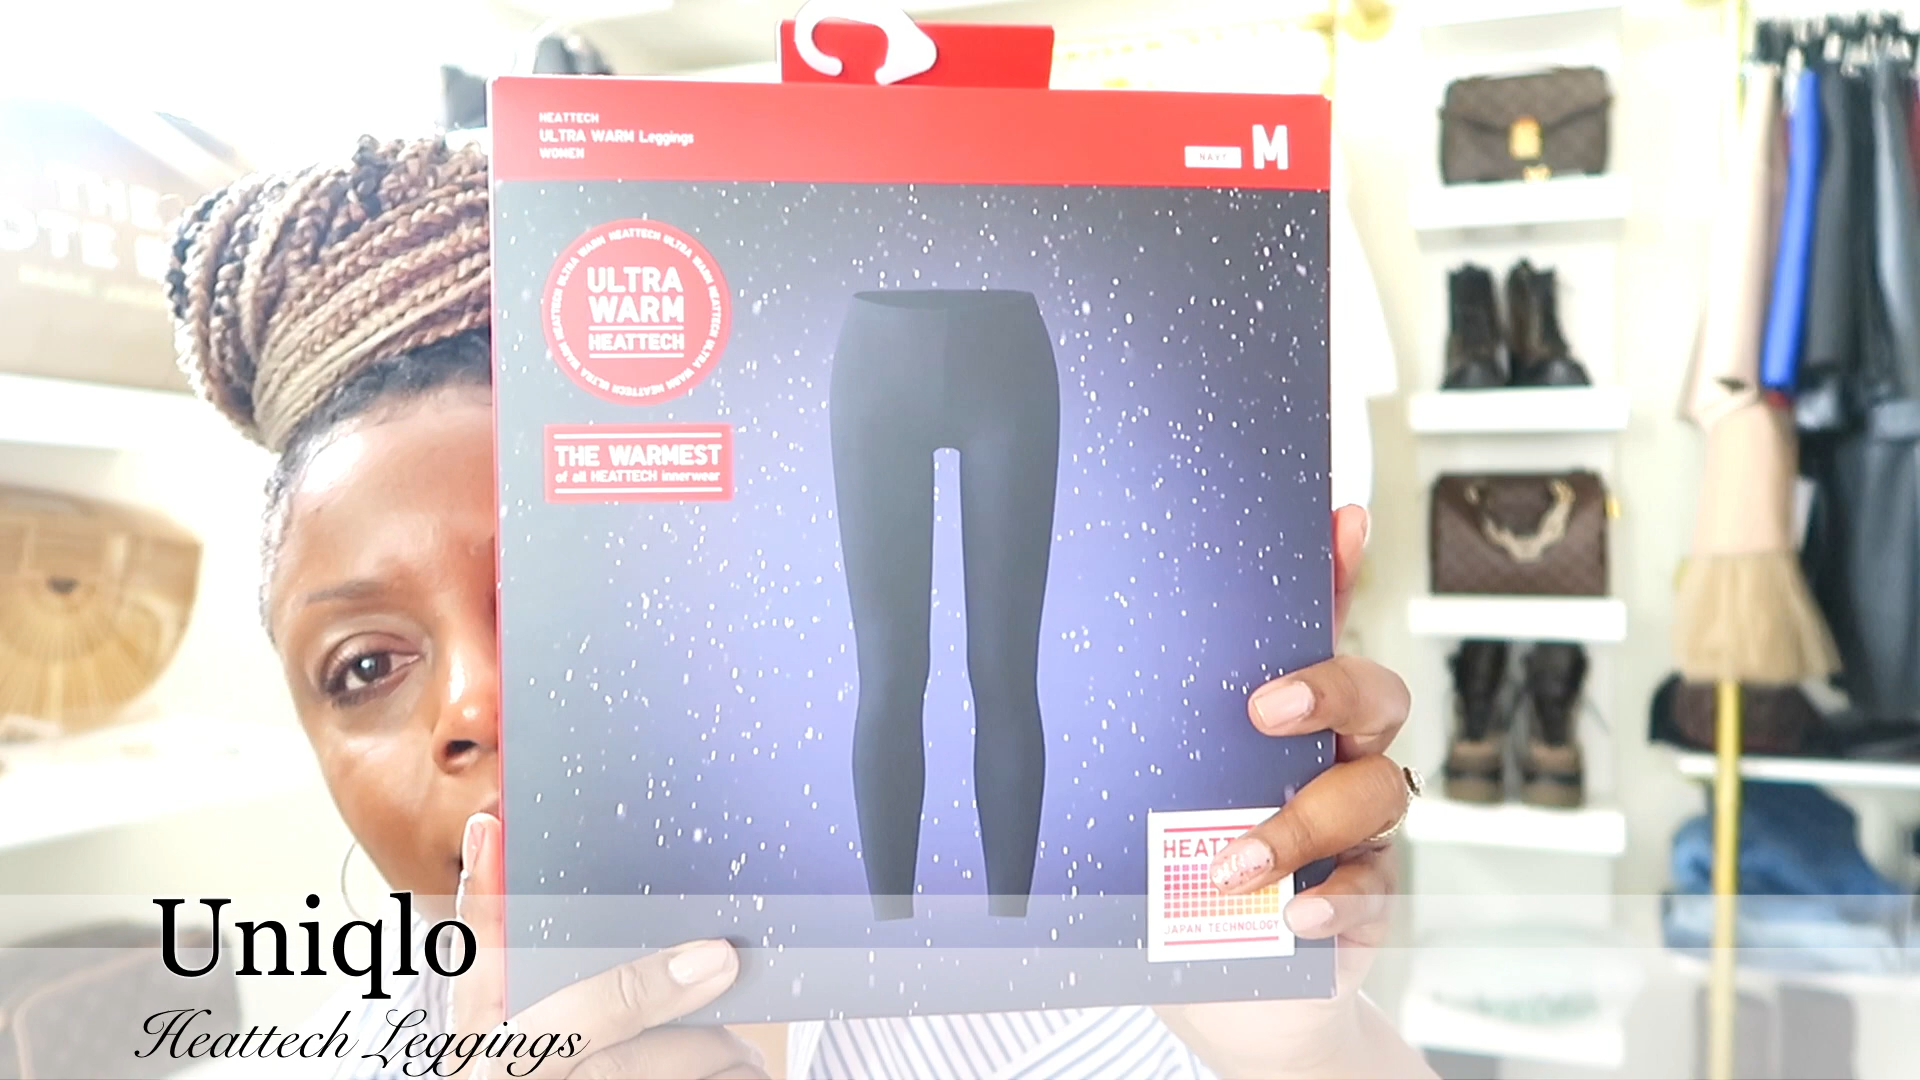 HEATTECH
ULTRA WARM Leggings
WOMEN
NAVY
M
ULTRA
WARM
HEATTECH
THE WARMEST
of all HEATTECH innerwear
JAPAN TECHNOLOGY
Uniqlo
Heattech Leggings